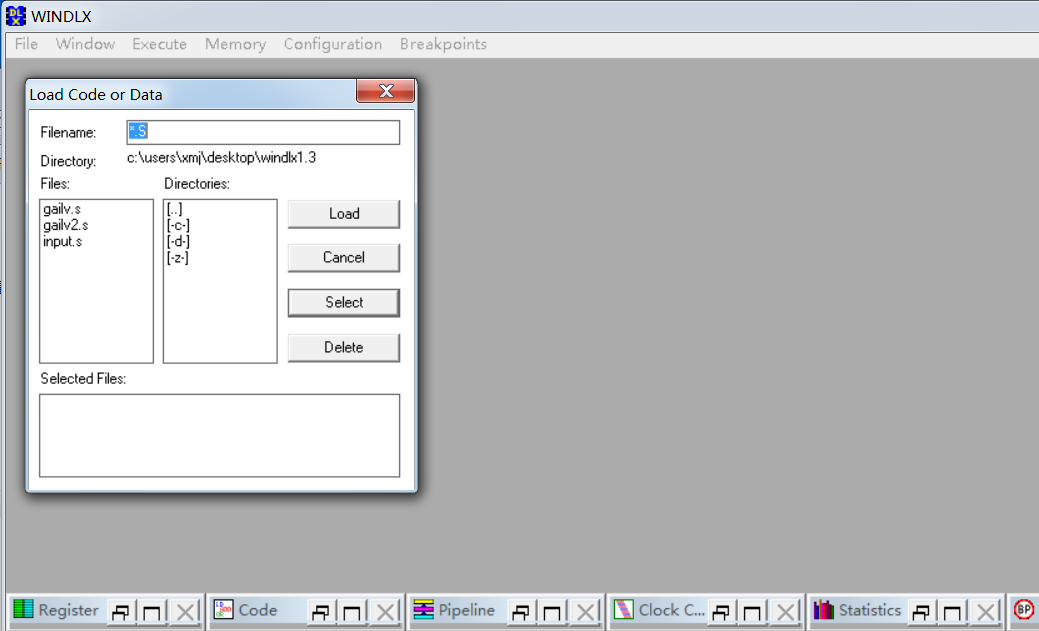 WINDLX
File Window Execute Memory Configuration Breakpoints
Load Code or Data
Filename: *.S
Directory: c:\users\xmj\desktop\windlx1.3
Files: Directories:
gailv.s [..] Load
gailv2.s [-c-]
input.s [-d-]
[-z-] Cancel
Select
Delete
Selected Files:
Register Code Pipeline Clock C... Statistics BP